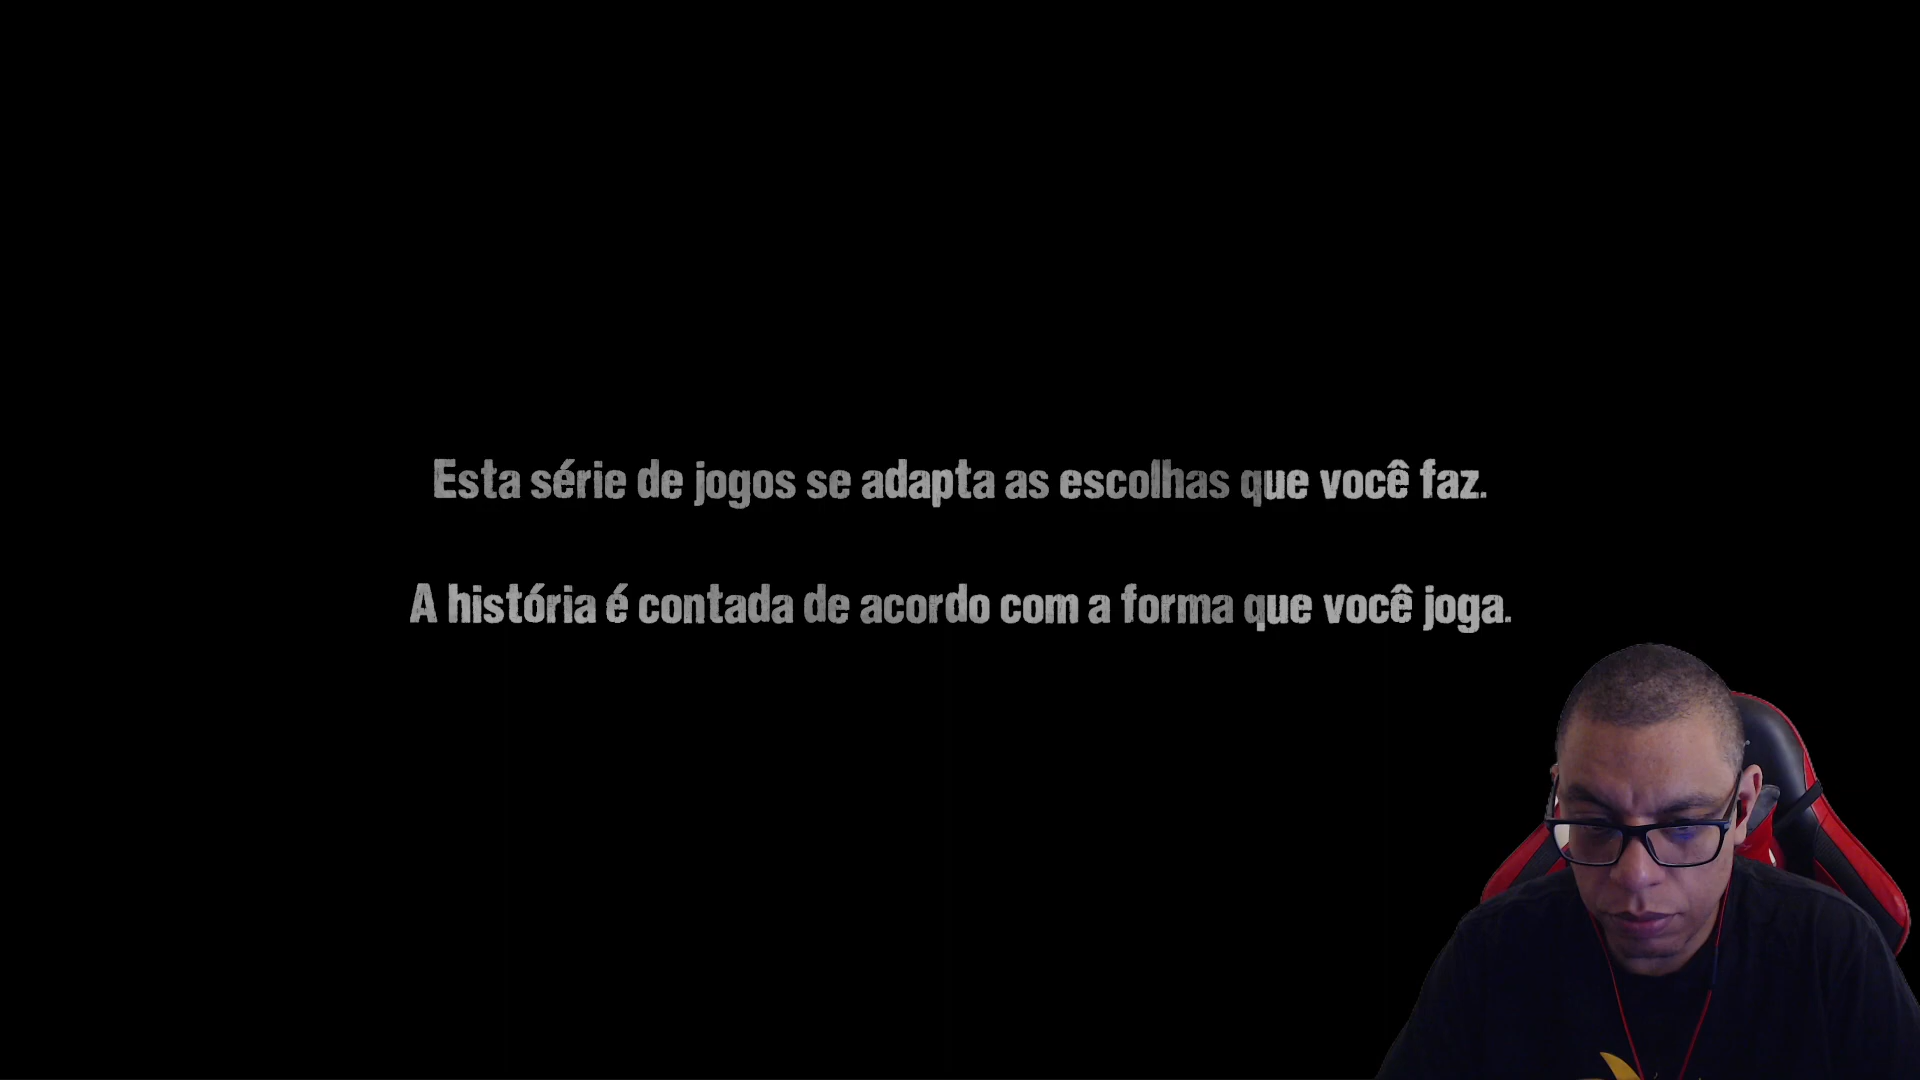 Esta série de jogos se adapta as escolhas que você faz.
A história é contada de acordo com a forma que você joga.